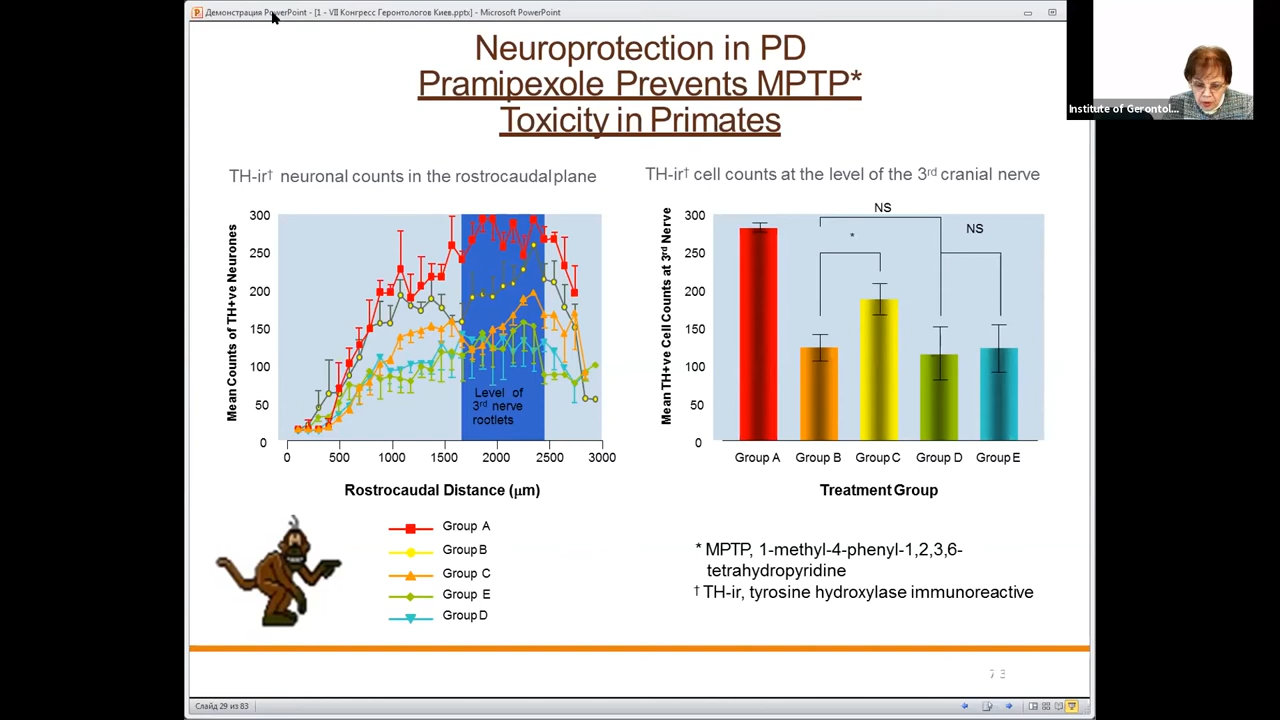 Демонстрация PowerPoint - [1 - VII Конгресс Геронтологов Киев.pptx] - Microsoft PowerPoint
Institute of Gerontol...
Neuroprotection in PD
Pramipexole Prevents MPTP*
Toxicity in Primates
TH-ir† neuronal counts in the rostrocaudal plane
Mean Counts of TH+ve Neurones
300
250
200
150
100
50
0
Level of
3rd nerve
rootlets
0 500 1000 1500 2000 2500 3000
Rostrocaudal Distance (μm)
Group A
Group B
Group C
Group E
Group D
TH-ir† cell counts at the level of the 3rd cranial nerve
Mean TH+ve Cell Counts at 3rd Nerve
300
250
200
150
100
50
0
NS
*
NS
Group A Group B Group C Group D Group E
Treatment Group
* MPTP, 1-methyl-4-phenyl-1,2,3,6-
tetrahydropyridine
† TH-ir, tyrosine hydroxylase immunoreactive
73
Слайд 29 из 83